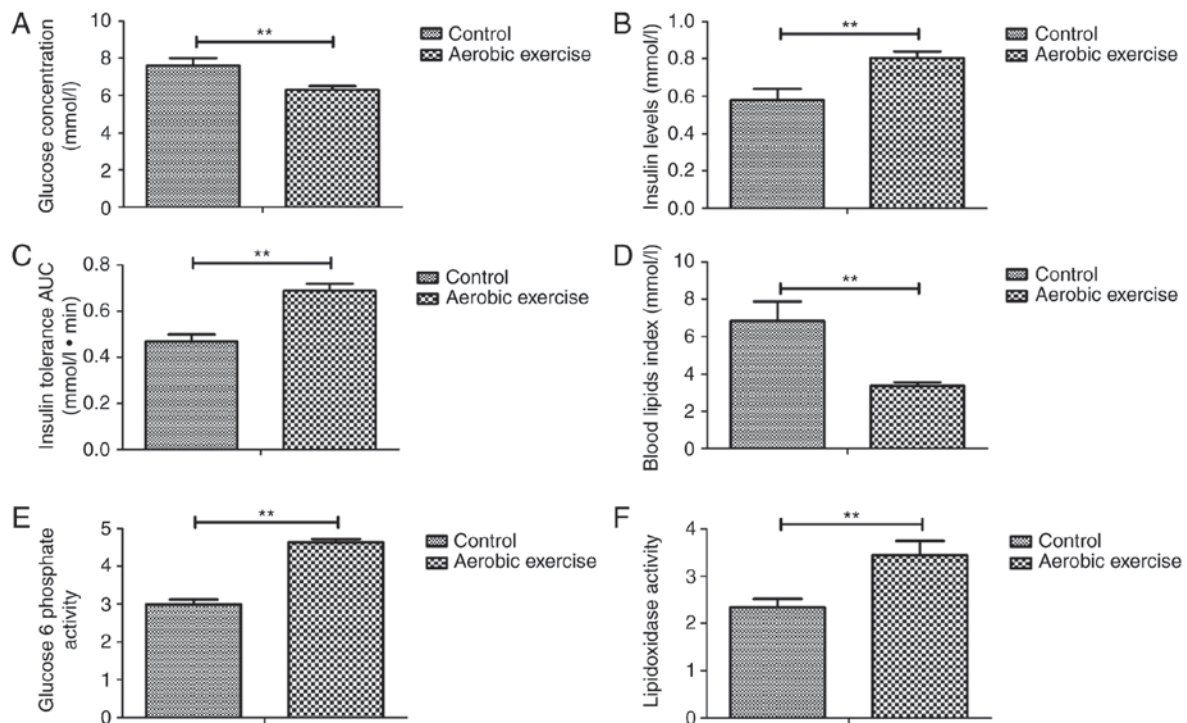 A
Glucose concentration
(mmol/l)
10
8
6
4
2
0
**
Control
Aerobic exercise
B
Insulin levels (mmol/l)
1.0
0.8
0.6
0.4
0.2
0.0
**
Control
Aerobic exercise
C
Insulin tolerance AUC
(mmol/l • min)
0.8
0.6
0.4
0.2
0.0
**
Control
Aerobic exercise
D
Blood lipids index (mmol/l)
10
8
6
4
2
0
**
Control
Aerobic exercise
E
Glucose 6 phosphate
activity
5
4
3
2
1
0
**
Control
Aerobic exercise
F
Lipidoxidase activity
4
3
2
1
0
**
Control
Aerobic exercise